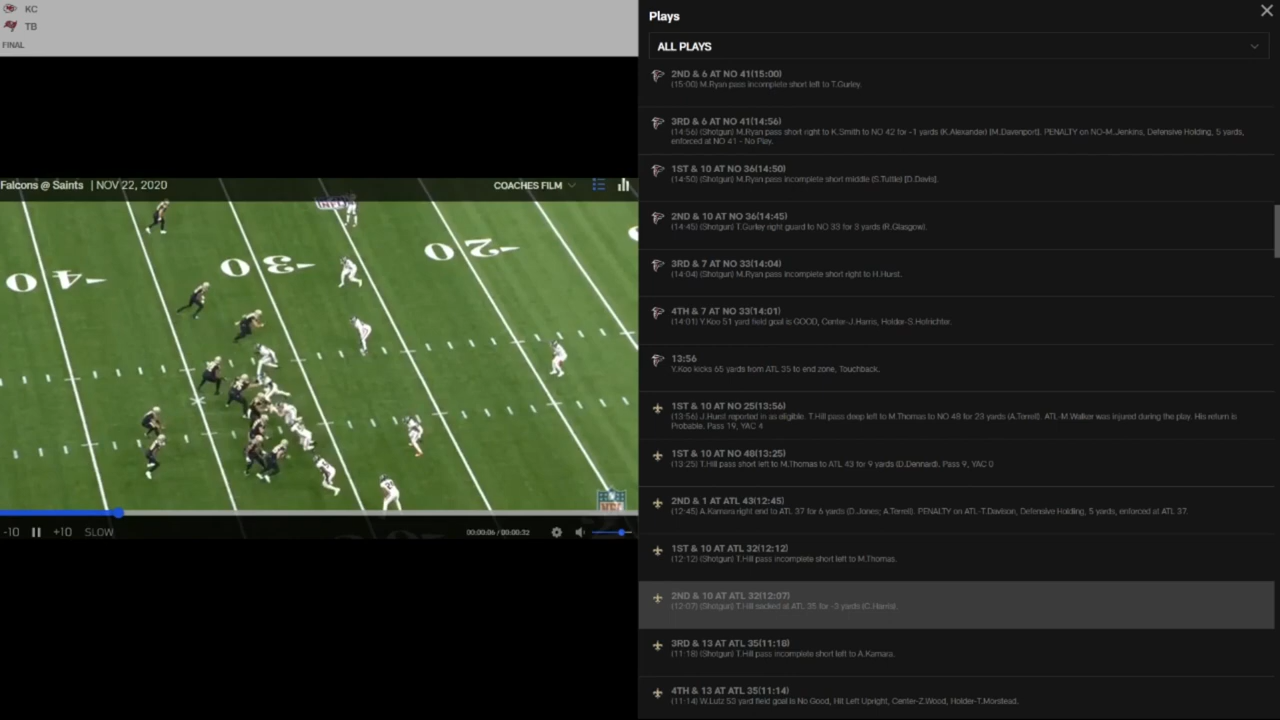 KC
TB
FINAL
Falcons @ Saints | NOV 22, 2020
COACHES FILM
4 0
3 0
2 0
NFL
-10
+10
SLOW
00:00:06 / 00:00:32
Plays
ALL PLAYS
2ND & 6 AT NO 41(15:00)
(15:00) M.Ryan pass incomplete short left to T.Gurley.
3RD & 6 AT NO 41(14:56)
(14:56) (Shotgun) M.Ryan pass short right to K.Smith to NO 42 for -1 yards (K.Alexander) [M.Davenport]. PENALTY on NO-M.Jenkins, Defensive Holding, 5 yards,
enforced at NO 41 - No Play.
1ST & 10 AT NO 36(14:50)
(14:50) (Shotgun) M.Ryan pass incomplete short middle (S.Tuttle) [D.Davis].
2ND & 10 AT NO 36(14:45)
(14:45) (Shotgun) T.Gurley right guard to NO 33 for 3 yards (R.Glasgow).
3RD & 7 AT NO 33(14:04)
(14:04) (Shotgun) M.Ryan pass incomplete short right to H.Hurst.
4TH & 7 AT NO 33(14:01)
(14:01) Y.Koo 51 yard field goal is GOOD, Center-J.Harris, Holder-S.Hofrichter.
13:56
Y.Koo kicks 65 yards from ATL 35 to end zone, Touchback.
1ST & 10 AT NO 25(13:56)
(13:56) J.Hurst reported in as eligible. T.Hill pass deep left to M.Thomas to NO 48 for 23 yards (A.Terrell). ATL-M.Walker was injured during the play. His return is
Probable. Pass 19, YAC 4
1ST & 10 AT NO 48(13:25)
(13:25) T.Hill pass short left to M.Thomas to ATL 43 for 9 yards (D.Dennard). Pass 9, YAC 0
2ND & 1 AT ATL 43(12:45)
(12:45) A.Kamara right end to ATL 37 for 6 yards (D.Jones; A.Terrell). PENALTY on ATL-T.Davison, Defensive Holding, 5 yards, enforced at ATL 37.
1ST & 10 AT ATL 32(12:12)
(12:12) (Shotgun) T.Hill pass incomplete short left to M.Thomas.
2ND & 10 AT ATL 32(12:07)
(12:07) (Shotgun) T.Hill sacked at ATL 35 for -3 yards (C.Harris).
3RD & 13 AT ATL 35(11:18)
(11:18) (Shotgun) T.Hill pass incomplete short left to A.Kamara.
4TH & 13 AT ATL 35(11:14)
(11:14) W.Lutz 53 yard field goal is No Good, Hit Left Upright, Center-Z.Wood, Holder-T.Morstead.